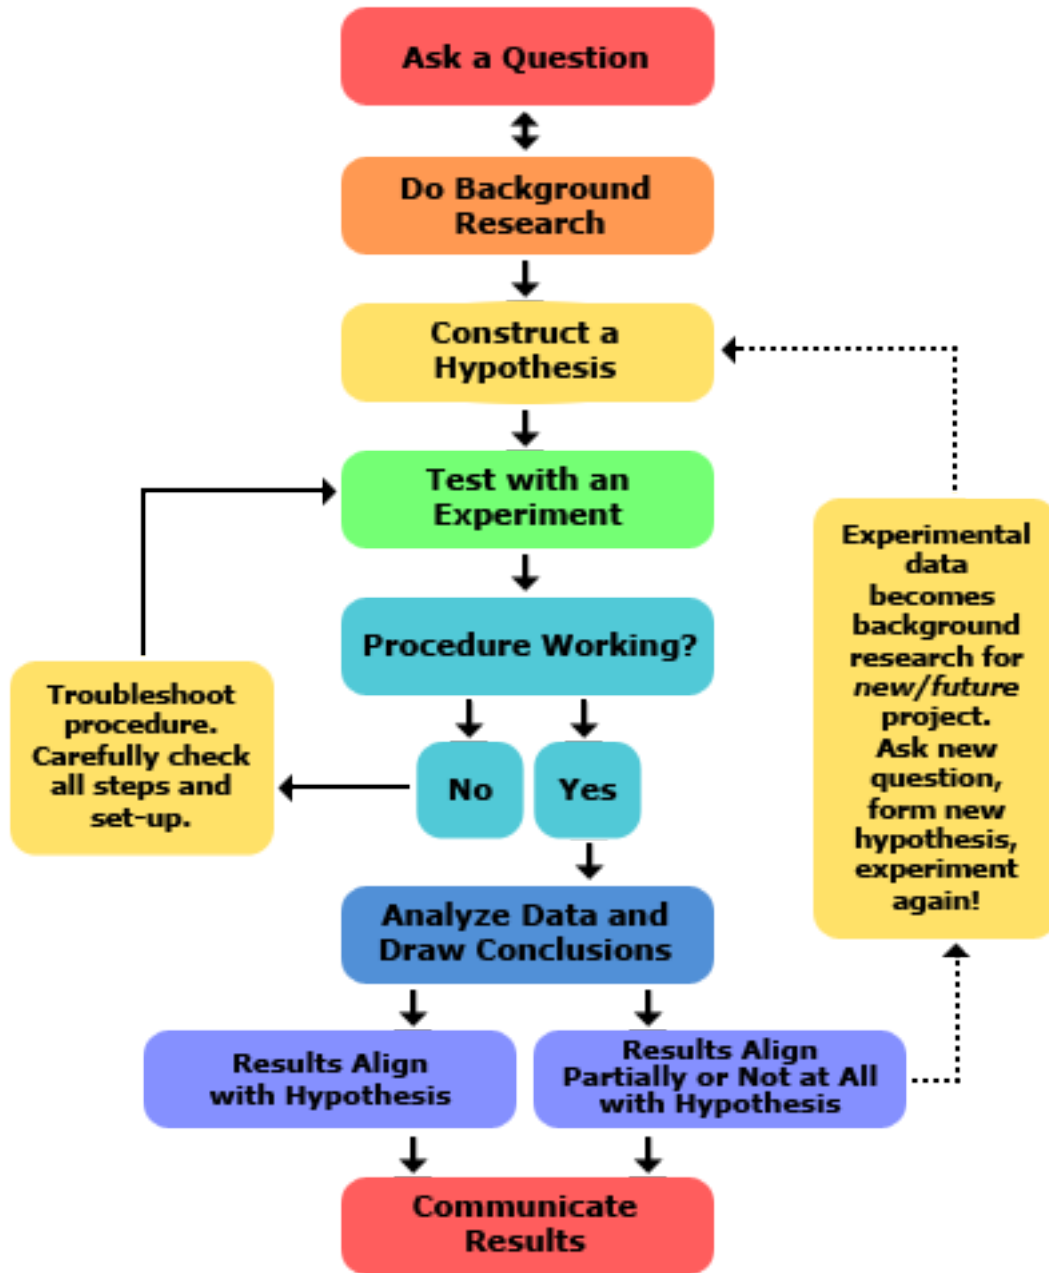 Ask a Question
Do Background
Research
Construct a
Hypothesis
Test with an
Experiment
Procedure Working?
Troubleshoot
procedure.
Carefully check
all steps and
set-up.
No
Yes
Experimental
data
becomes
background
research for
new/future
project.
Ask new
question,
form new
hypothesis,
experiment
again!
Analyze Data and
Draw Conclusions
Results Align
with Hypothesis
Results Align
Partially or Not at All
with Hypothesis
Communicate
Results